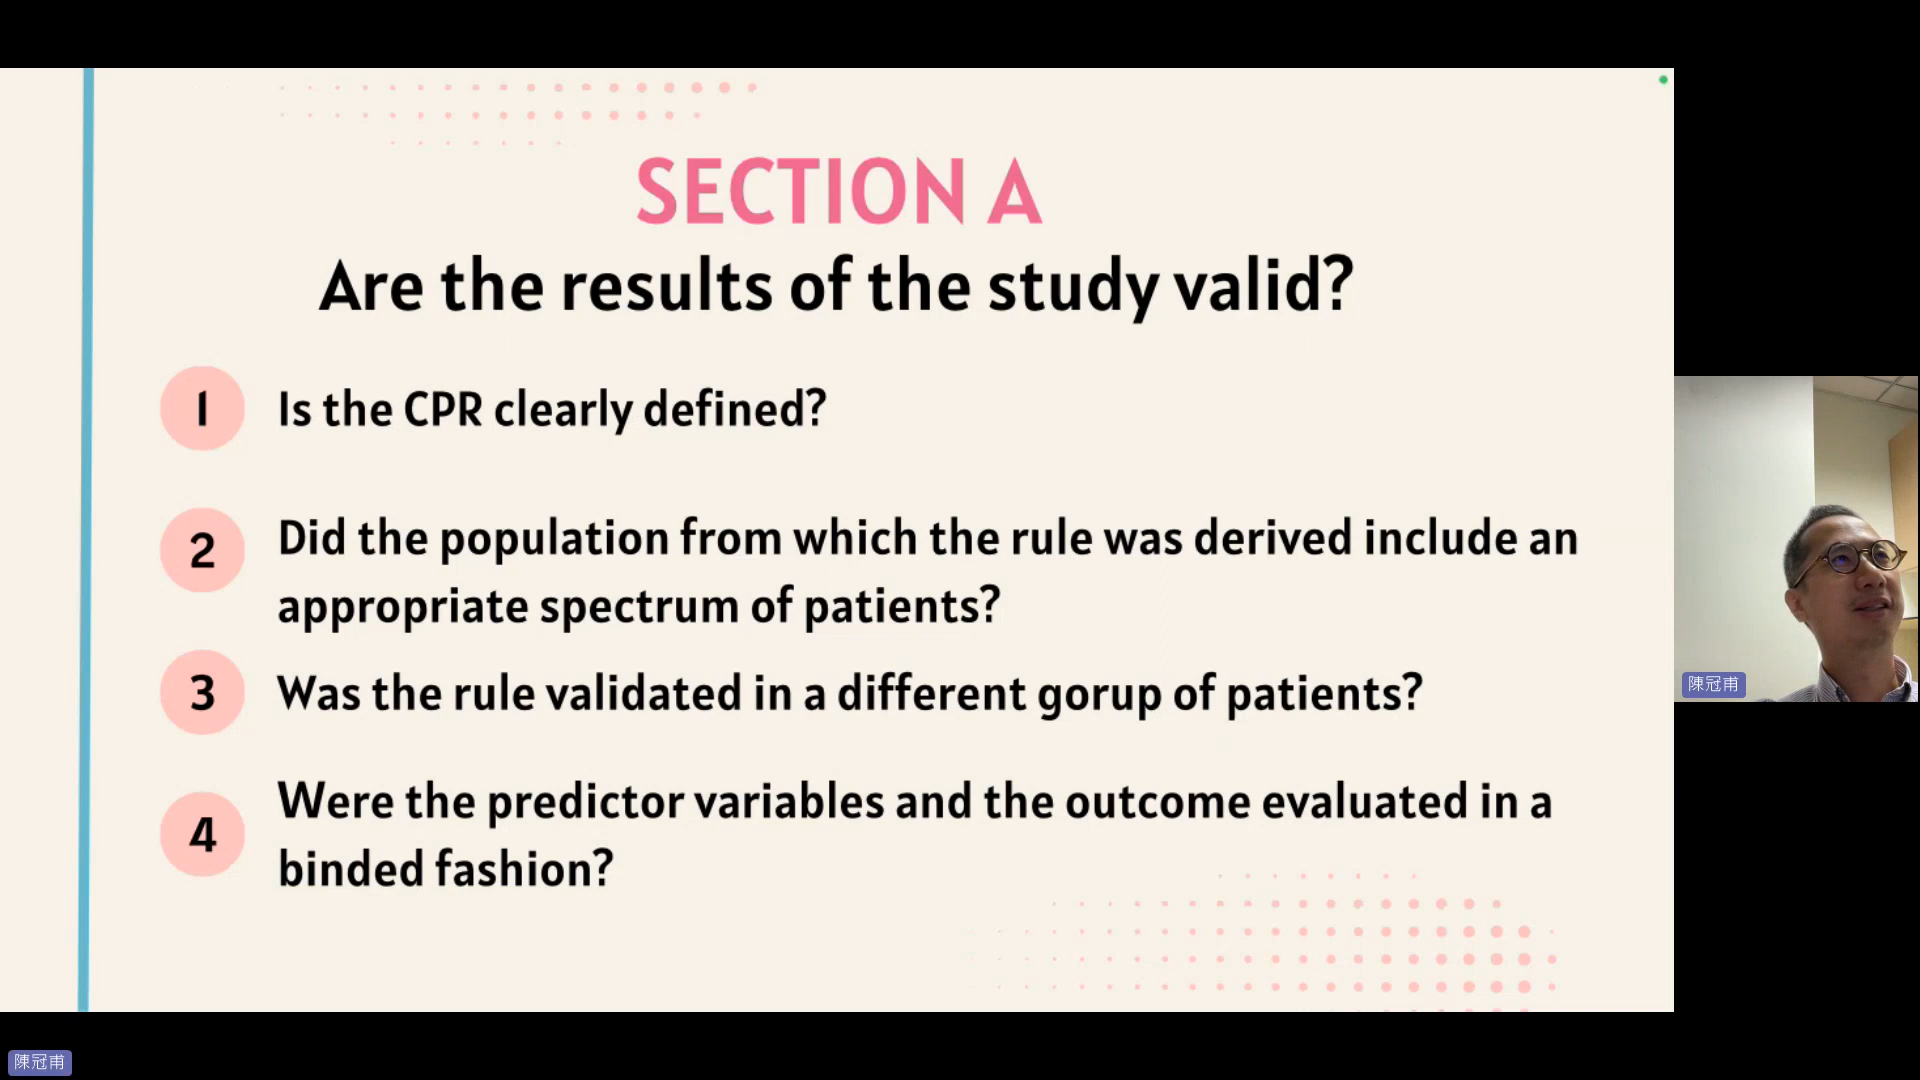 SECTION A
Are the results of the study valid?
1 Is the CPR clearly defined?
2 Did the population from which the rule was derived include an
appropriate spectrum of patients?
3 Was the rule validated in a different gorup of patients?
4 Were the predictor variables and the outcome evaluated in a
binded fashion?
陳冠甫
陳冠甫